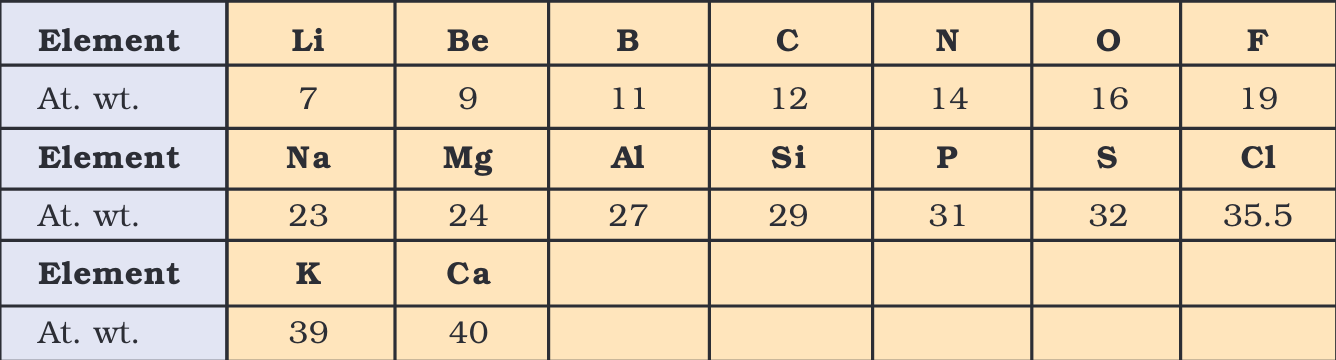 Element Li Be B C N O F
At. wt. 7 9 11 12 14 16 19
Element Na Mg Al Si P S Cl
At. wt. 23 24 27 29 31 32 35.5
Element K Ca
At. wt. 39 40